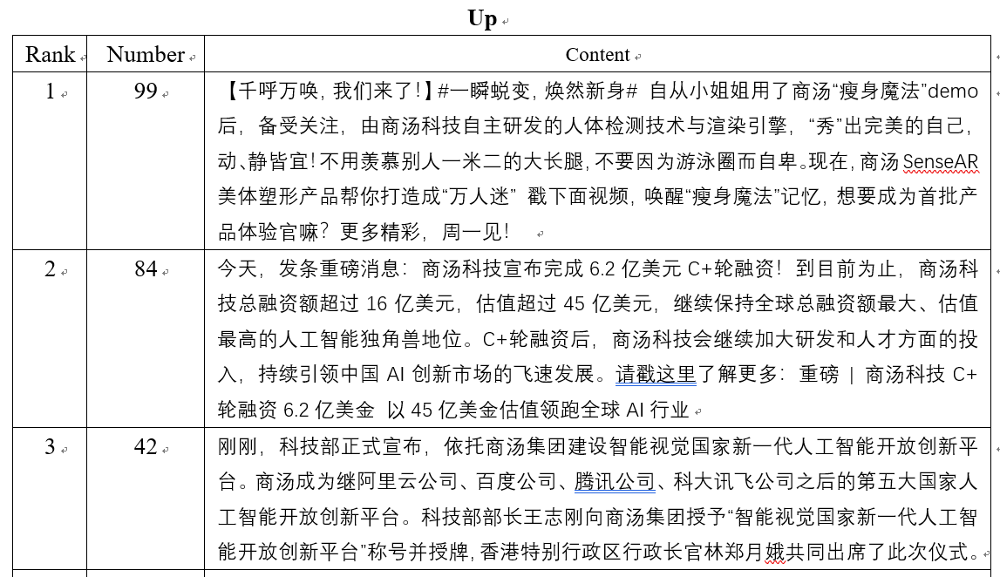 Up
Rank Number Content
1 99 【千呼万唤，我们来了！】#一瞬蜕变，焕然新身# 自从小姐姐用了商汤“瘦身魔法”demo
后，备受关注，由商汤科技自主研发的人体检测技术与渲染引擎，“秀”出完美的自己，
动、静皆宜！不用羡慕别人一米二的大长腿，不要因为游泳圈而自卑。现在，商汤 SenseAR
美体塑形产品帮你打造成“万人迷” 戳下面视频，唤醒“瘦身魔法”记忆，想要成为首批产
品体验官嘛？更多精彩，周一见！
2 84 今天，发条重磅消息：商汤科技宣布完成 6.2 亿美元 C+轮融资！到目前为止，商汤科
技总融资额超过 16 亿美元，估值超过 45 亿美元，继续保持全球总融资额最大、估值
最高的人工智能独角兽地位。C+轮融资后，商汤科技会继续加大研发和人才方面的投
入，持续引领中国 AI 创新市场的飞速发展。请戳这里了解更多：重磅 | 商汤科技 C+
轮融资 6.2 亿美金 以 45 亿美金估值领跑全球 AI 行业
3 42 刚刚，科技部正式宣布，依托商汤集团建设智能视觉国家新一代人工智能开放创新平
台。商汤成为继阿里云公司、百度公司、腾讯公司、科大讯飞公司之后的第五大国家人
工智能开放创新平台。科技部部长王志刚向商汤集团授予“智能视觉国家新一代人工智
能开放创新平台”称号并授牌，香港特别行政区行政长官林郑月娥共同出席了此次仪式。